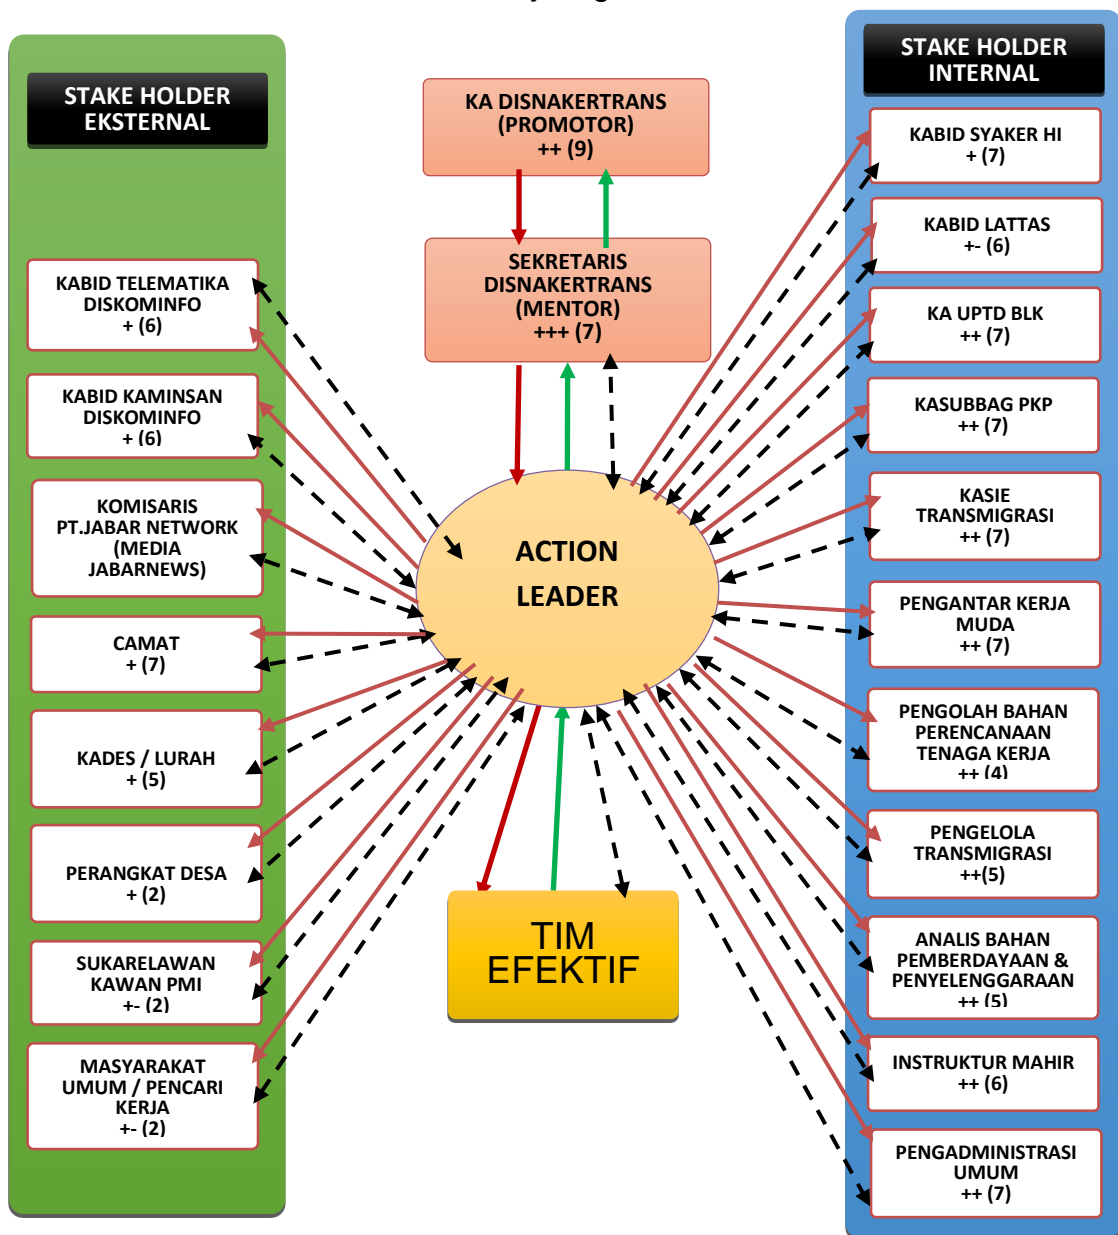 STAKE HOLDER
EKSTERNAL
KABID TELEMATIKA
DISKOMINFO
+ (6)
KABID KAMINSAN
DISKOMINFO
+ (6)
KOMISARIS
PT.JABAR NETWORK
(MEDIA
JABARNEWS)
CAMAT
+ (7)
KADES / LURAH
+ (5)
PERANGKAT DESA
+ (2)
SUKARELAWAN
KAWAN PMI
+- (2)
MASYARAKAT
UMUM / PENCARI
KERJA
+- (2)
KA DISNAKERTRANS
(PROMOTOR)
++ (9)
SEKRETARIS
DISNAKERTRANS
(MENTOR)
+++ (7)
ACTION
LEADER
TIM
EFEKTIF
STAKE HOLDER
INTERNAL
KABID SYAKER HI
+ (7)
KABID LATTAS
+- (6)
KA UPTD BLK
++ (7)
KASUBBAG PKP
++ (7)
KASIE
TRANSMIGRASI
++ (7)
PENGANTAR KERJA
MUDA
++ (7)
PENGOLAH BAHAN
PERENCANAAN
TENAGA KERJA
++ (4)
PENGELOLA
TRANSMIGRASI
++(5)
ANALIS BAHAN
PEMBERDAYAAN &
PENYELENGGARAAN
++ (5)
INSTRUKTUR MAHIR
++ (6)
PENGADMINISTRASI
UMUM
++ (7)